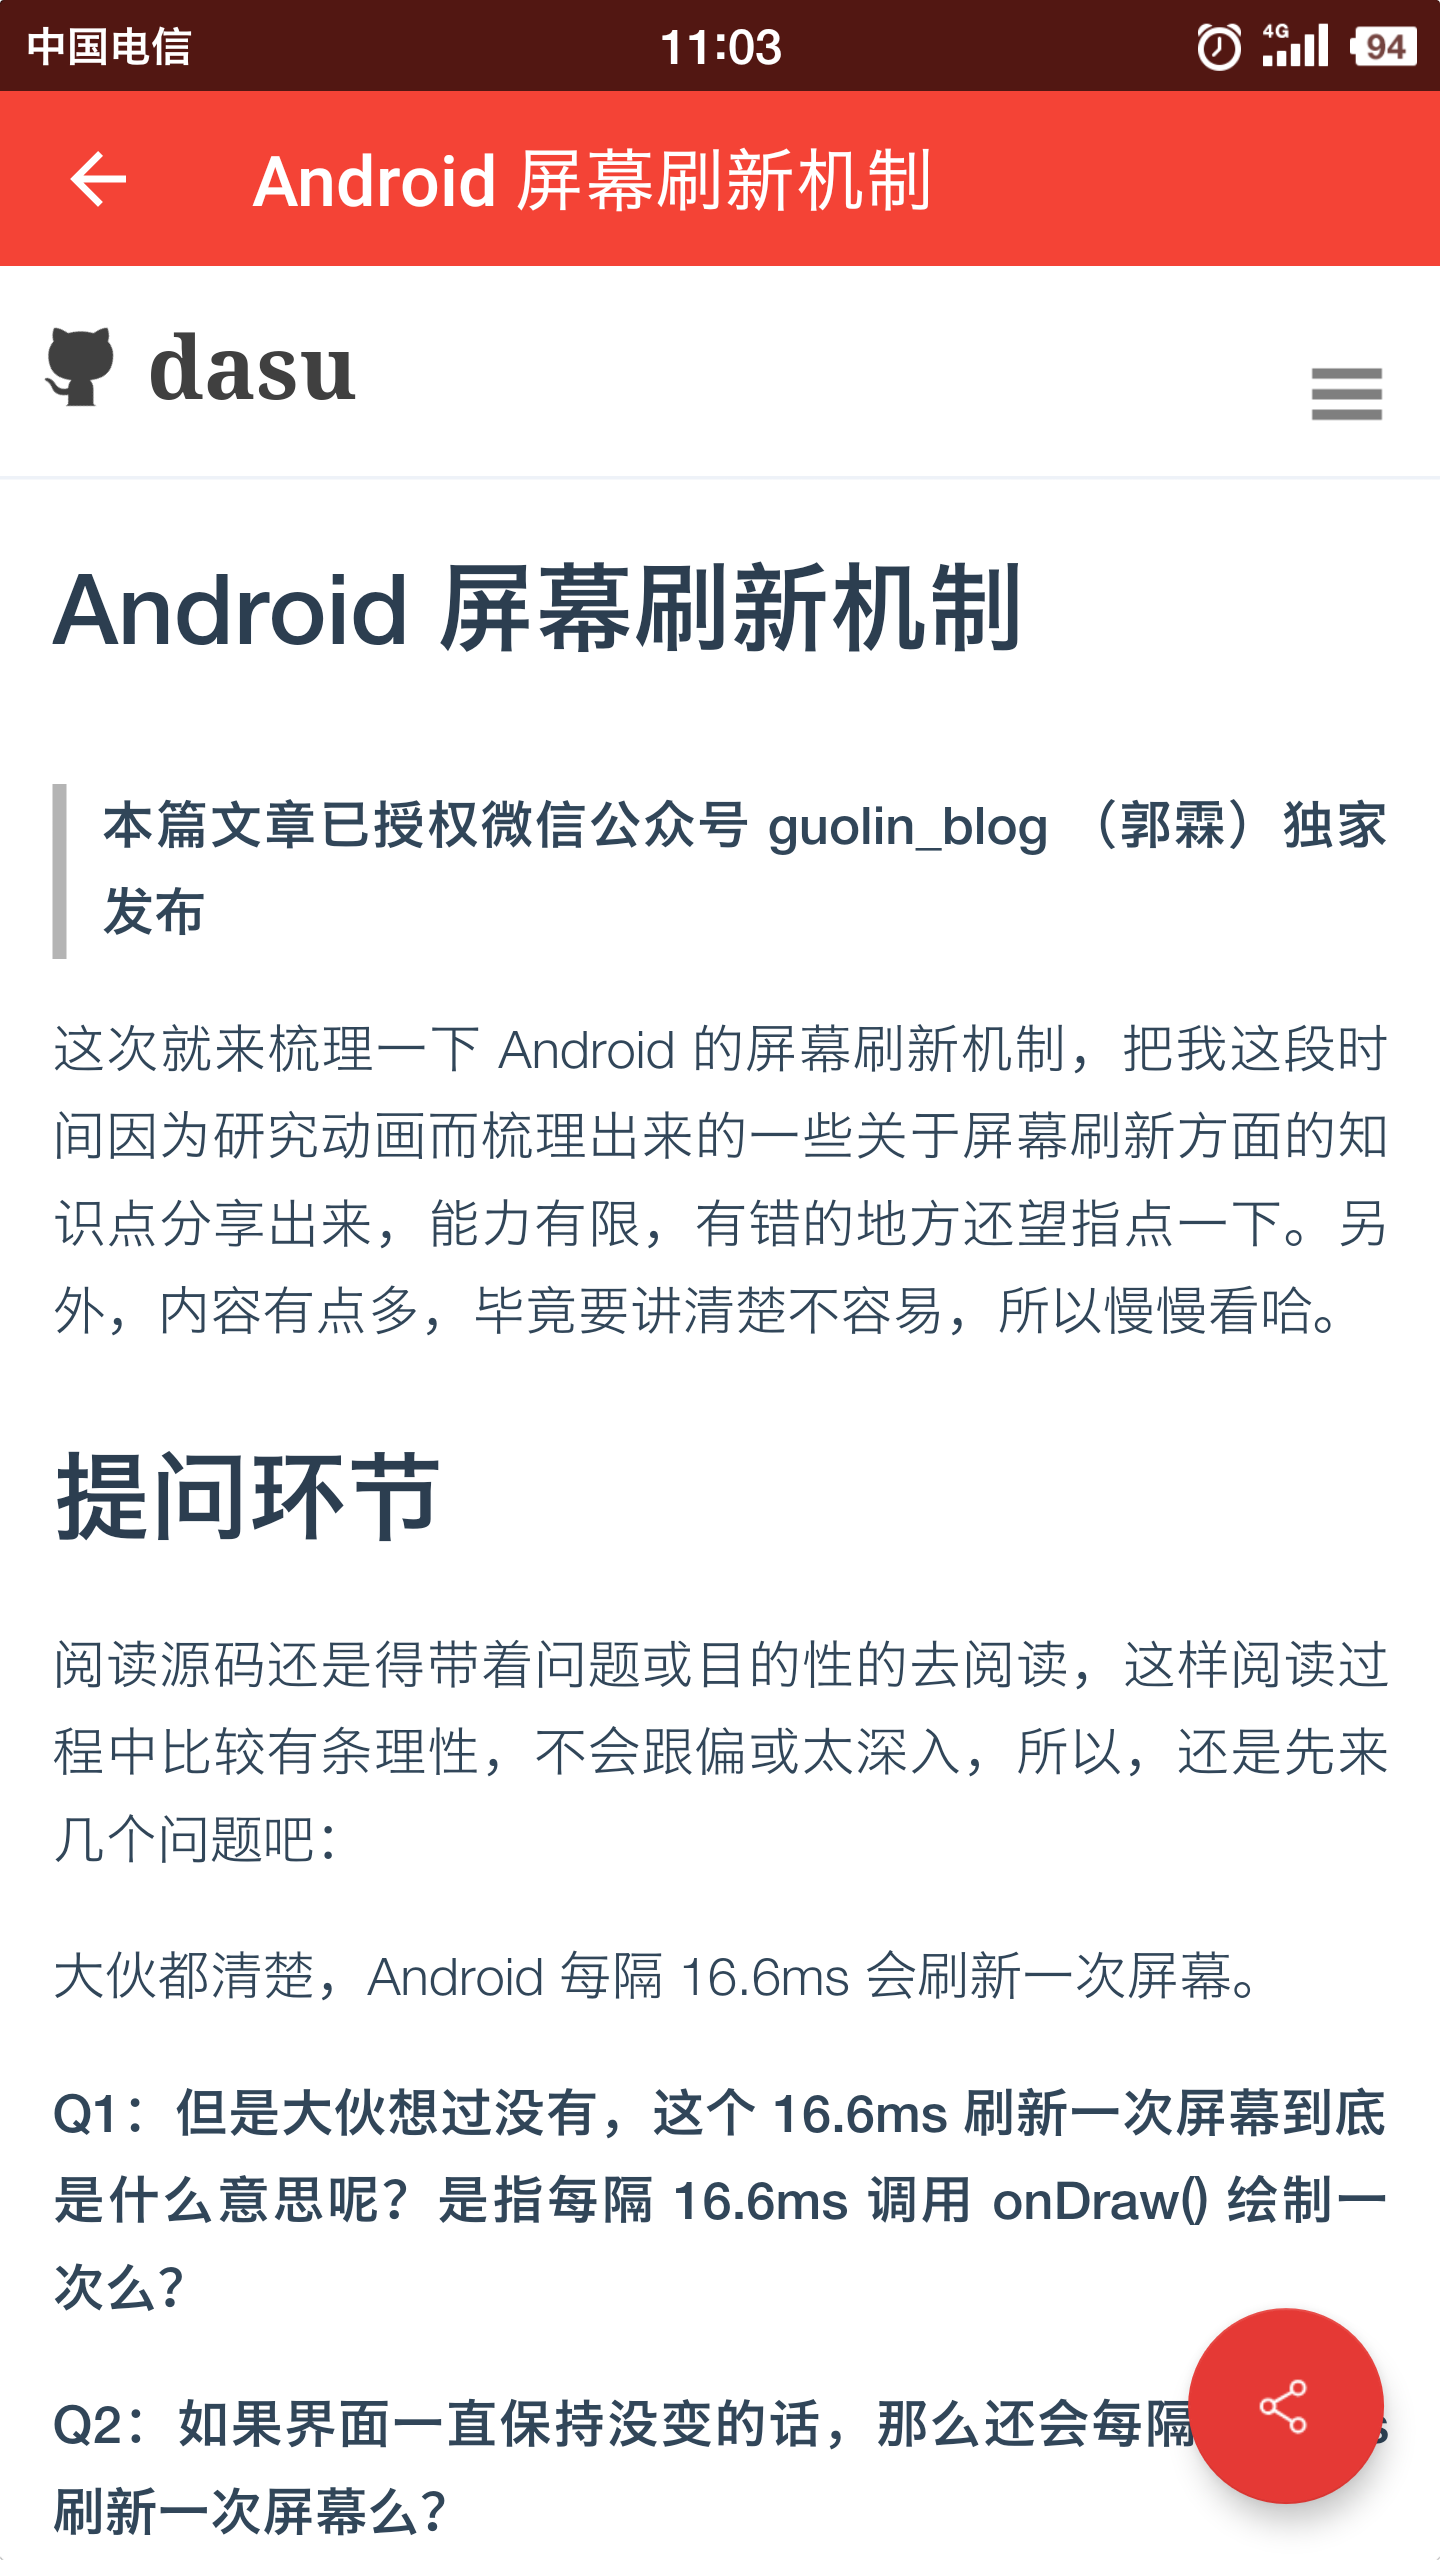 中国电信
11:03
4G
94
Android 屏幕刷新机制
dasu
Android 屏幕刷新机制
本篇文章已授权微信公众号 guolin_blog （郭霖）独家
发布
这次就来梳理一下 Android 的屏幕刷新机制，把我这段时
间因为研究动画而梳理出来的一些关于屏幕刷新方面的知
识点分享出来，能力有限，有错的地方还望指点一下。另
外，内容有点多，毕竟要讲清楚不容易，所以慢慢看哈。
提问环节
阅读源码还是得带着问题或目的性的去阅读，这样阅读过
程中比较有条理性，不会跟偏或太深入，所以，还是先来
几个问题吧：
大伙都清楚，Android 每隔 16.6ms 会刷新一次屏幕。
Q1：但是大伙想过没有，这个 16.6ms 刷新一次屏幕到底
是什么意思呢？是指每隔 16.6ms 调用 onDraw() 绘制一
次么？
Q2：如果界面一直保持没变的话，那么还会每隔
刷新一次屏幕么？